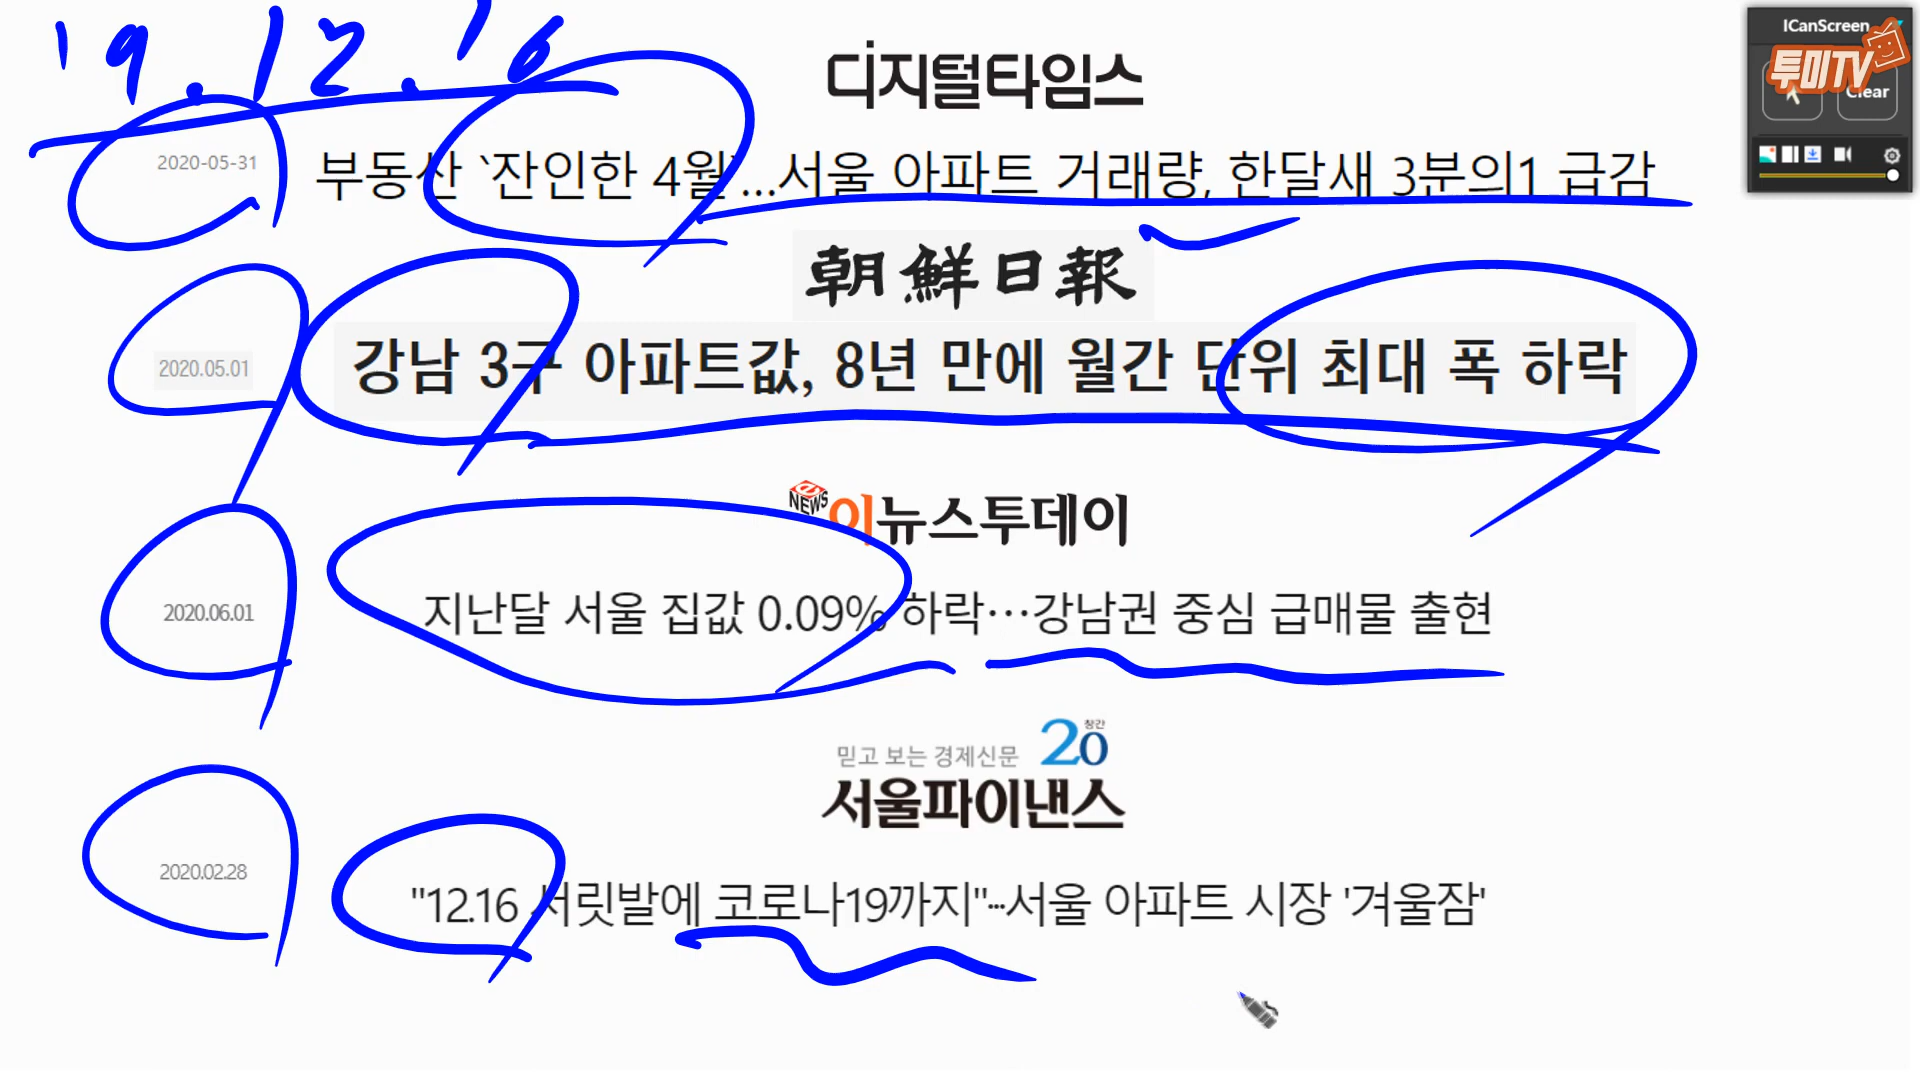 '19.12.16
ICanScreen
투미TV
Clear
디지털타임스
2020-05-31
부동산 `잔인한 4월`...서울 아파트 거래량, 한달새 3분의1 급감
朝鮮日報
2020.05.01
강남 3구 아파트값, 8년 만에 월간 단위 최대 폭 하락
NEWS
이뉴스투데이
2020.06.01
지난달 서울 집값 0.09% 하락…강남권 중심 급매물 출현
믿고 보는 경제신문
창간
20
서울파이낸스
2020.02.28
"12.16 서릿발에 코로나19까지"…서울 아파트 시장 '겨울잠'